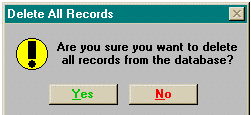 Delete All Records
Are you sure you want to delete
all records from the database?
Yes
No